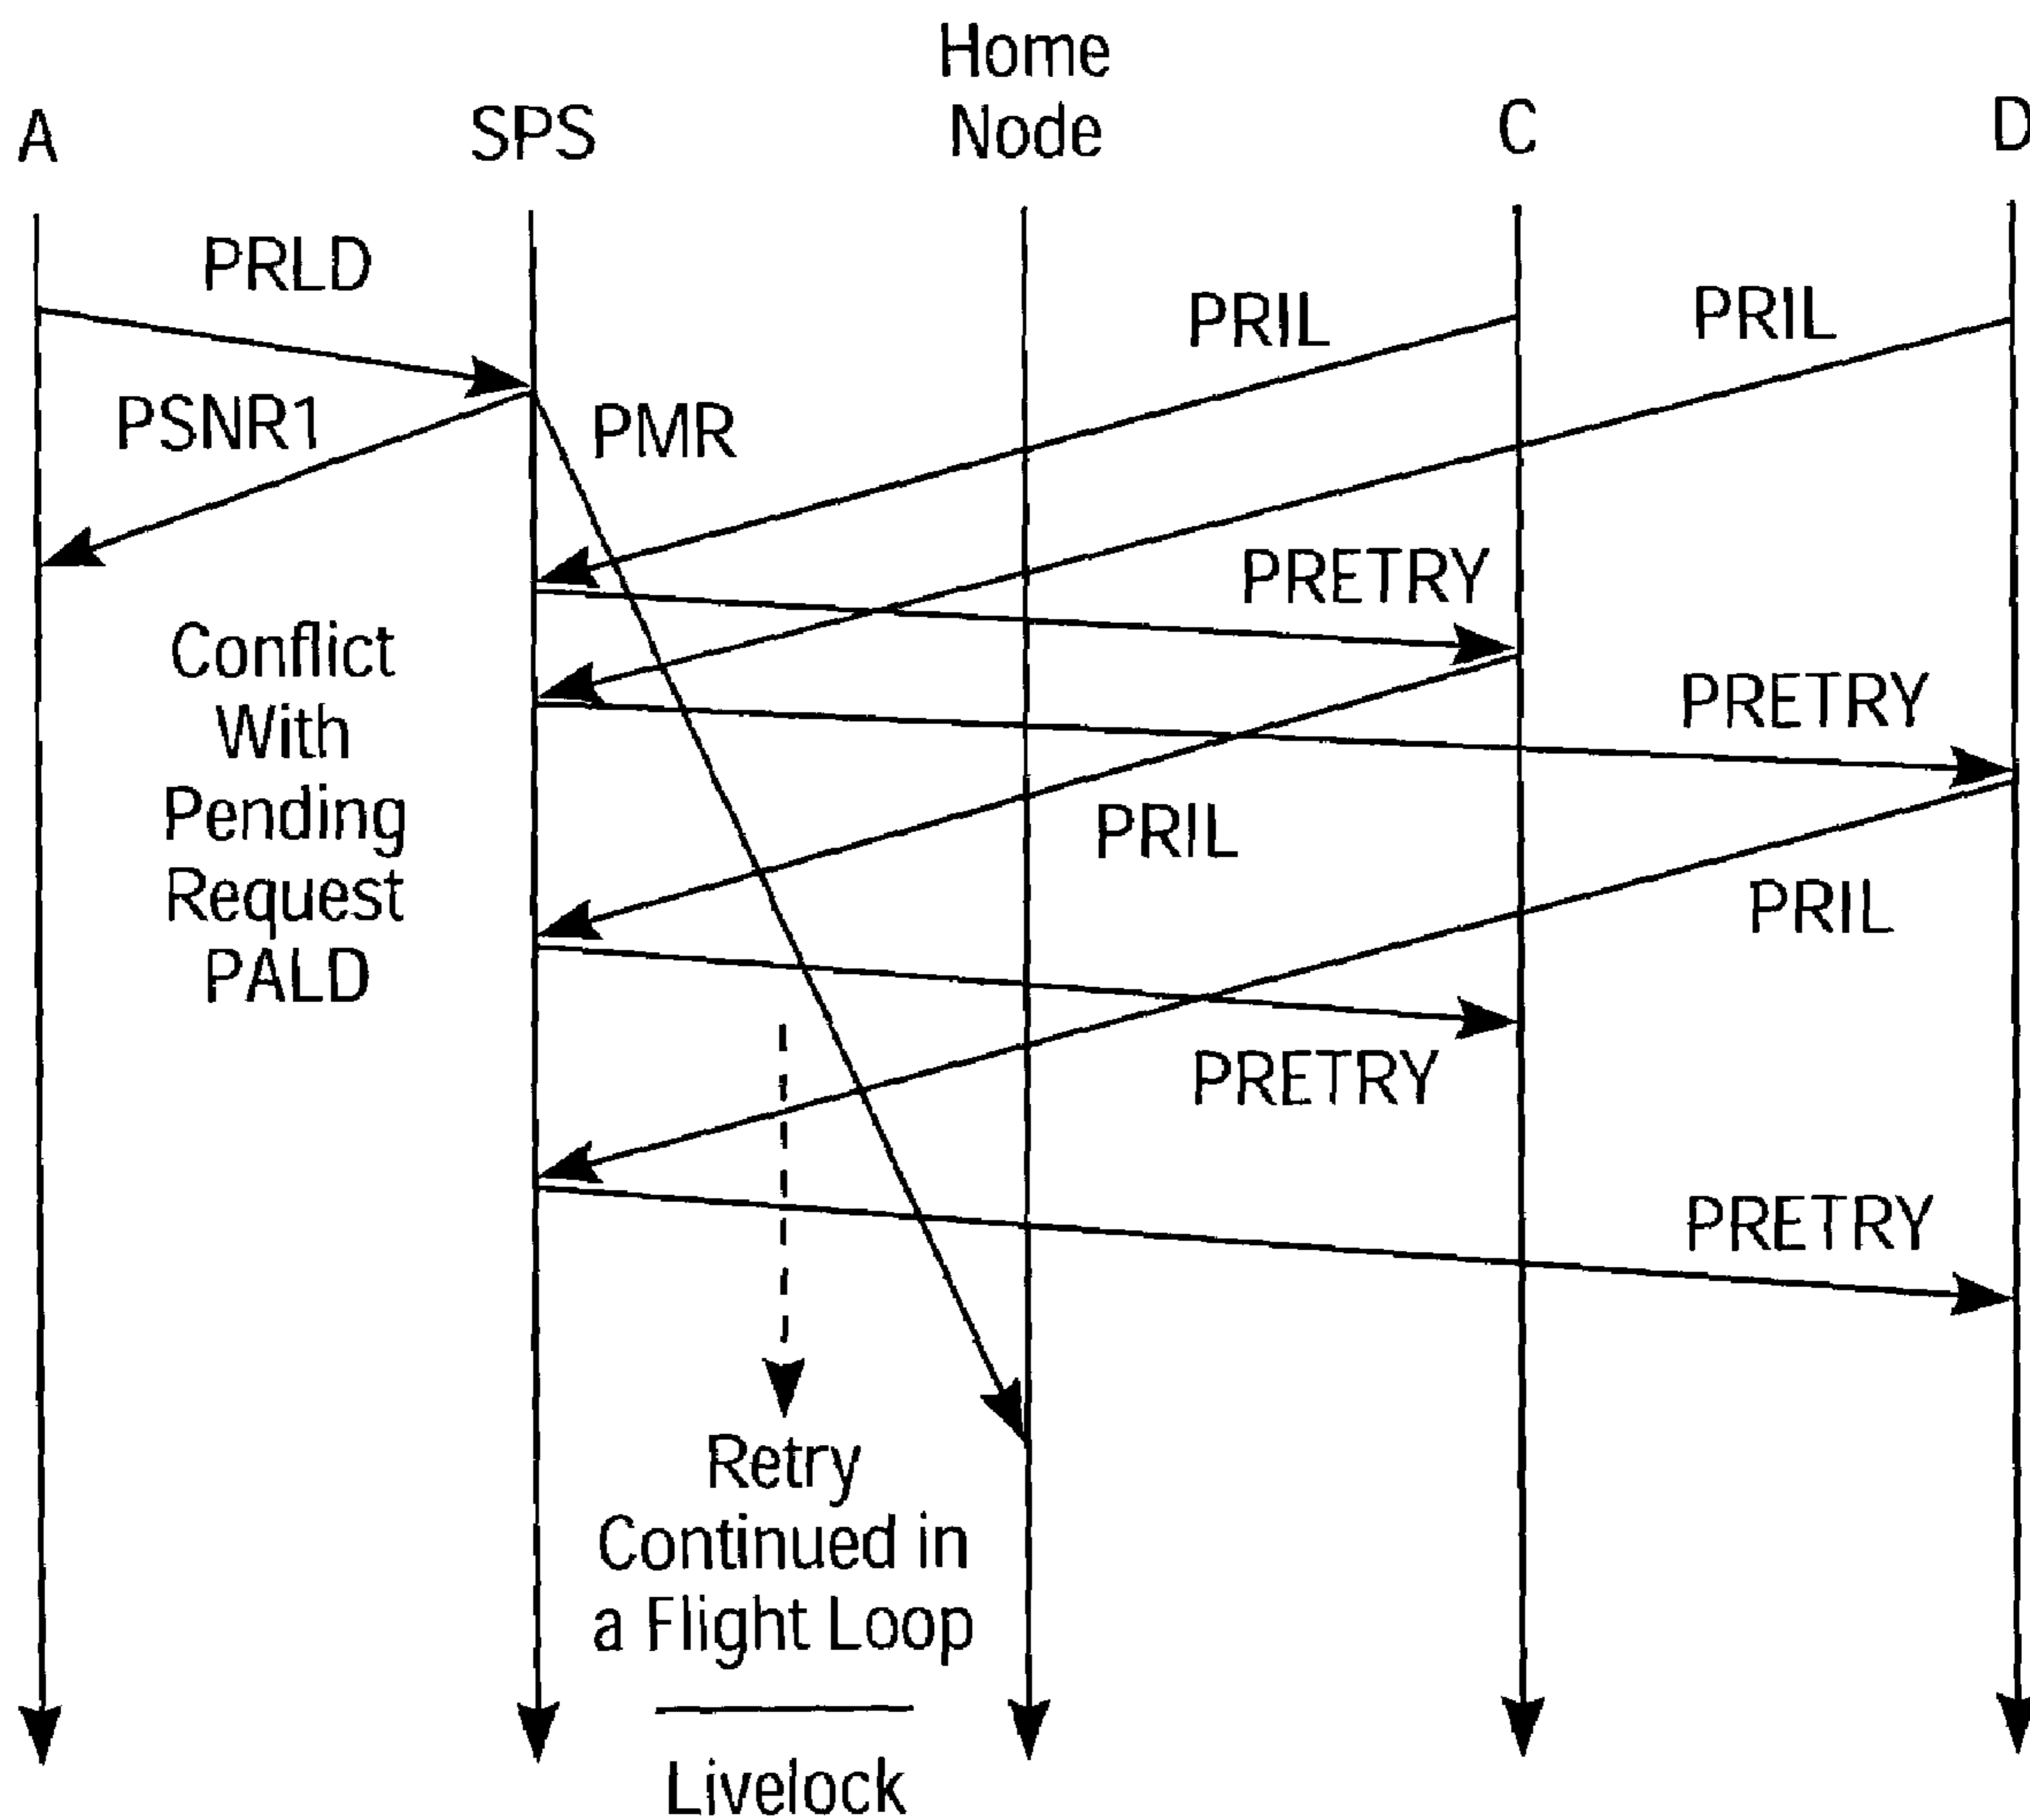 Home
Node
A
SPS
C
D
PRLD
PRIL
PRIL
PSNR1
PMR
PRETRY
Conflict
With
Pending
Request
PALD
PRETRY
PRIL
PRIL
PRETRY
PRETRY
Retry
Continued in
a Flight Loop
Livelock